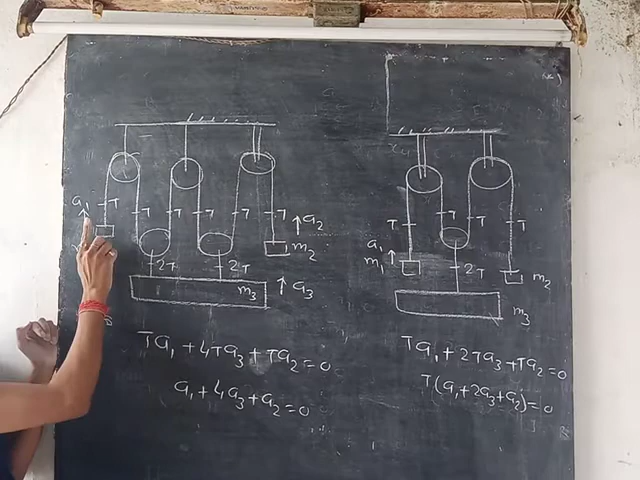 a₁
T T T T T T
a₂
m₂
2T 2T
m₃ a₃
Ta₁ + 4Ta₃ + Ta₂ = 0
a₁ + 4a₃ + a₂ = 0
T T T T
a₁
m₁
2T
m₂
m₃
Ta₁ + 2Ta₃ + Ta₂ = 0
T(a₁ + 2a₃ + a₂) = 0